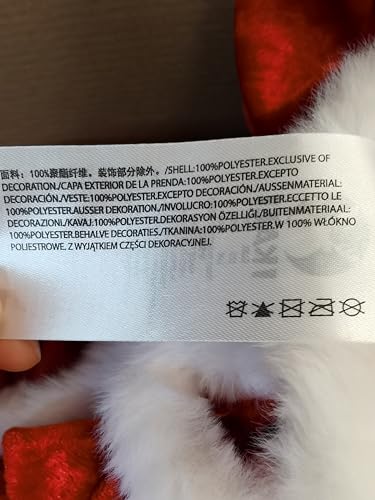 面料：100%聚酯纤维。装饰部分除外。/SHELL:100%POLYESTER.EXCLUSIVE OF
DECORATION./CAPA EXTERIOR DE LA PRENDA:100%POLYESTER.EXCEPTO
DECORACIÓN./VESTE:100%POLYESTER.EXCEPTO DECORACIÓN./AUSSENMATERIAL:
100%POLYESTER.AUSSER DEKORATION./INVOLUCRO:100%POLYESTER.ECCETTO LE
DECORAZIONI./KAVAJ:100%POLYESTER.DEKORASYON ÖZELLIĞI./BUITENMATERIAAL:
100%POLYESTER.BEHALVE DECORATIES./TKANINA:100%POLYESTER.W 100% WŁÓKNO
POLIESTROWE, Z WYJĄTKIEM CZĘŚCI DEKORACYJNEJ.